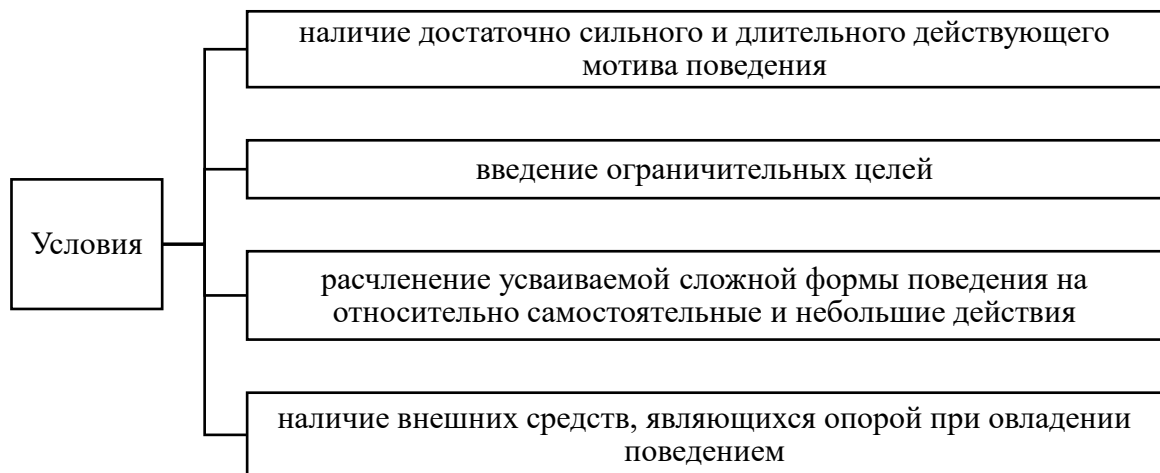 наличие достаточно сильного и длительного действующего
мотива поведения
введение ограничительных целей
Условия
расчленение усваиваемой сложной формы поведения на
относительно самостоятельные и небольшие действия
наличие внешних средств, являющихся опорой при овладении
поведением